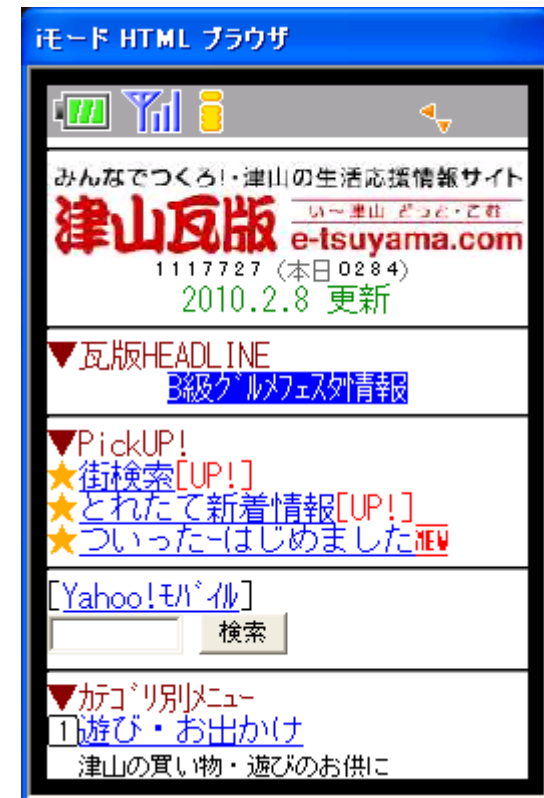 iモード HTML ブラウザ
みんなでつくろ!・津山の生活応援情報サイト
津山瓦版
い〜津山 どっと・こむ
e-tsuyama.com
1117727 (本日0284)
2010.2.8 更新
▼瓦版HEADLINE
B級グルメフェスタ情報
▼PickUP!
★街検索[UP!]
★とれたて新着情報[UP!]
★ついったーはじめましたNEW
[Yahoo!モバイル]
検索
▼カテゴリ別メニュー
1遊び・お出かけ
津山の買い物・遊びのお供に